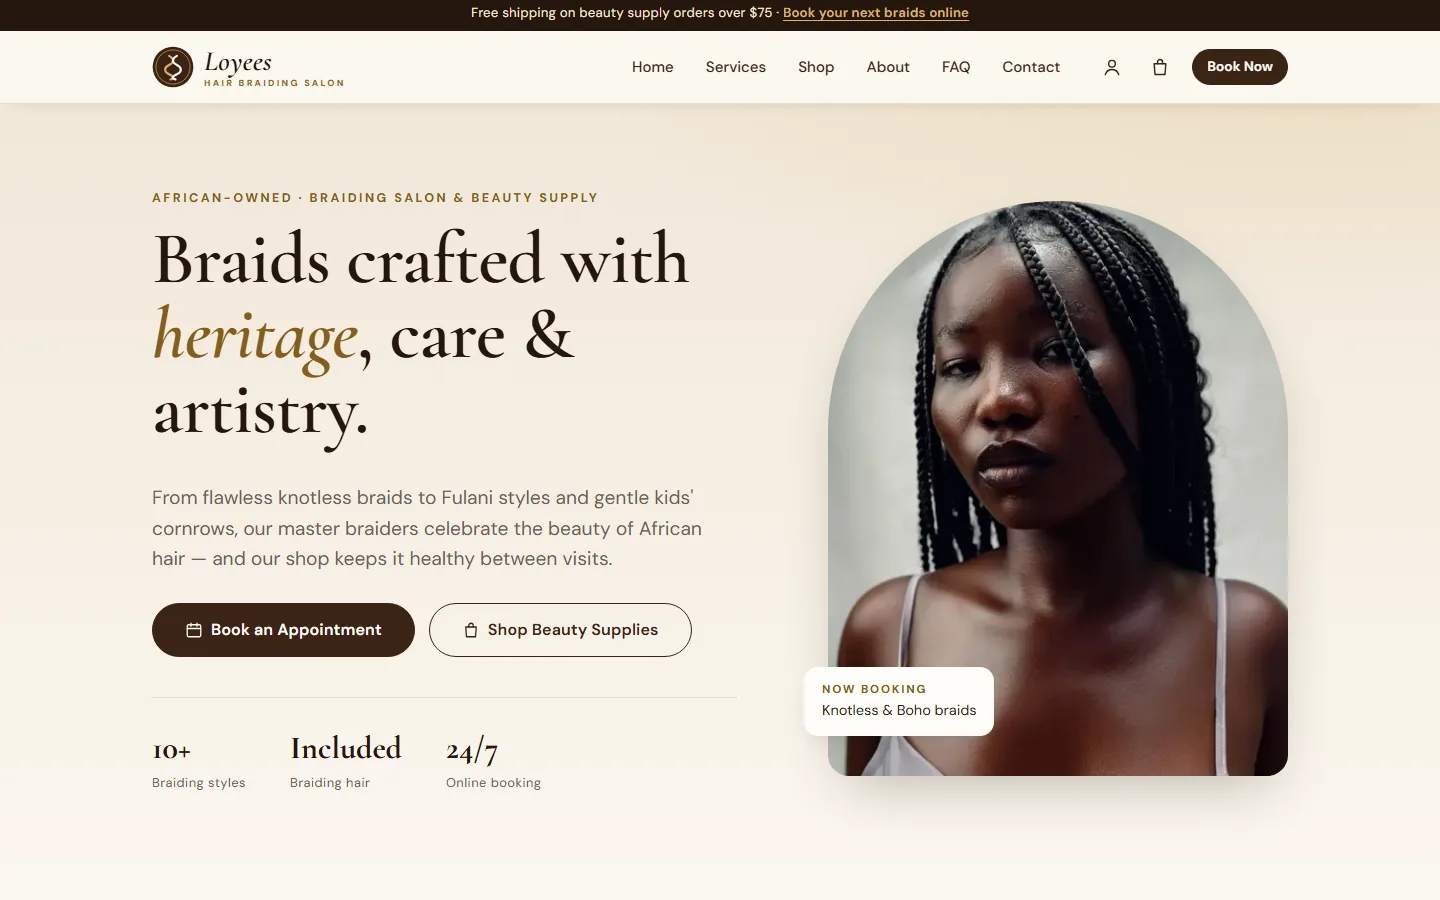 Free shipping on beauty supply orders over $75 · Book your next braids online
Loyees
HAIR BRAIDING SALON
Home Services Shop About FAQ Contact Book Now
AFRICAN-OWNED · BRAIDING SALON & BEAUTY SUPPLY
Braids crafted with
heritage, care &
artistry.
From flawless knotless braids to Fulani styles and gentle kids'
cornrows, our master braiders celebrate the beauty of African
hair — and our shop keeps it healthy between visits.
Book an Appointment Shop Beauty Supplies
NOW BOOKING
Knotless & Boho braids
10+ Included 24/7
Braiding styles Braiding hair Online booking